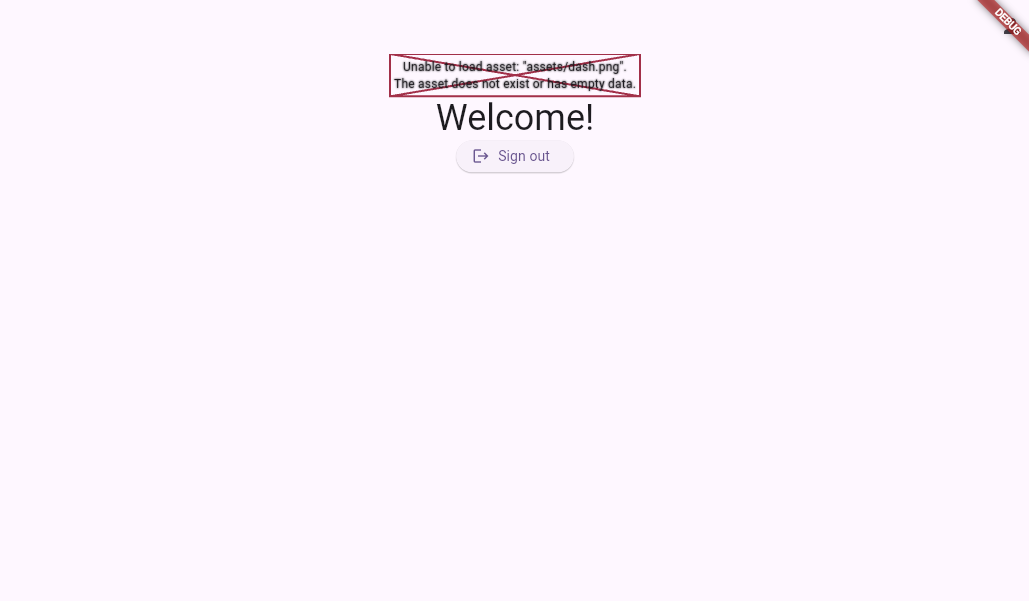 DEBUG
Unable to load asset: "assets/dash.png".
The asset does not exist or has empty data.
Welcome!
Sign out